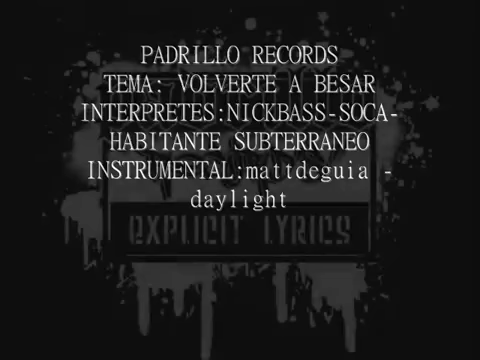 PADRILLO RECORDS
TEMA: VOLVERTE A BESAR
INTERPRETES:NICKBASS-SOCA-
HABITANTE SUBTERRANEO
INSTRUMENTAL:mattdeguia -
daylight
EXPLICIT LYRICS